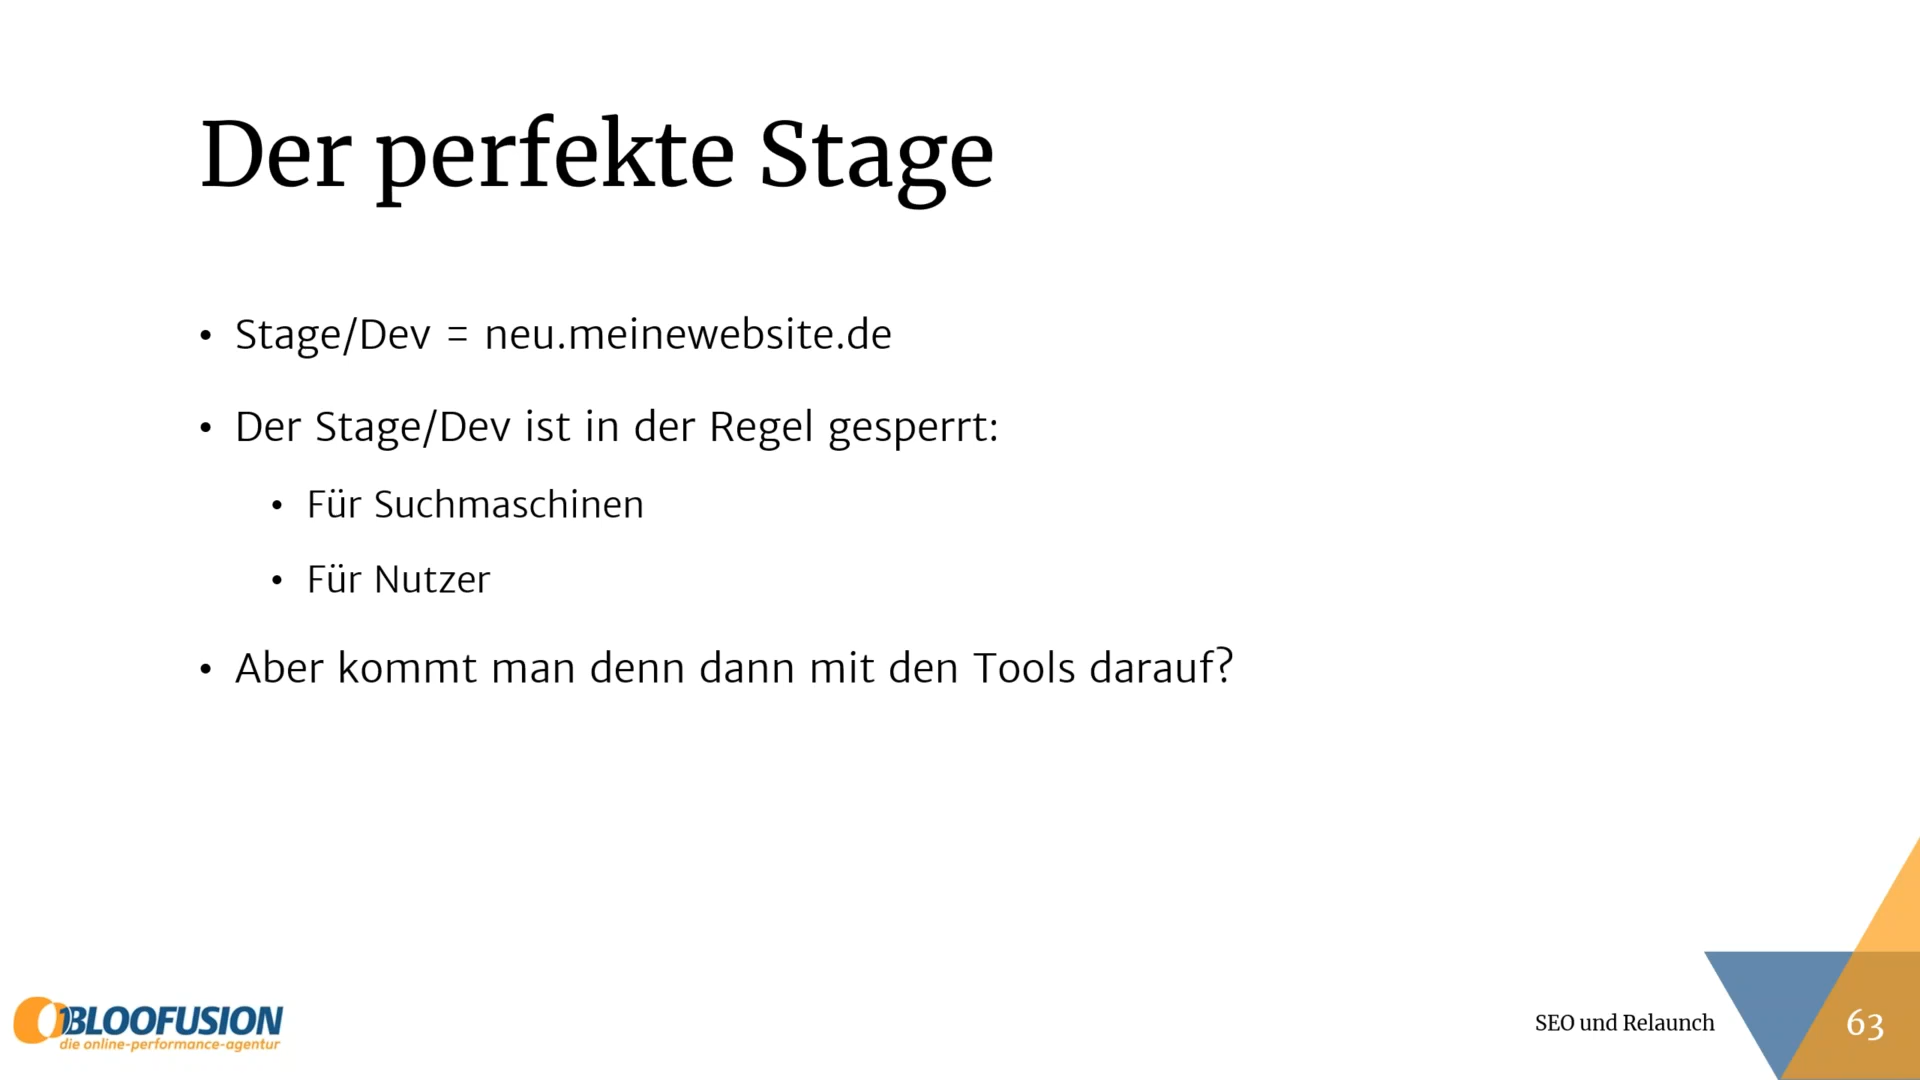 Der perfekte Stage
• Stage/Dev = neu.meinewebsite.de
• Der Stage/Dev ist in der Regel gesperrt:
• Für Suchmaschinen
• Für Nutzer
• Aber kommt man denn dann mit den Tools darauf?
BLOOFUSION
die online-performance-agentur
SEO und Relaunch
63